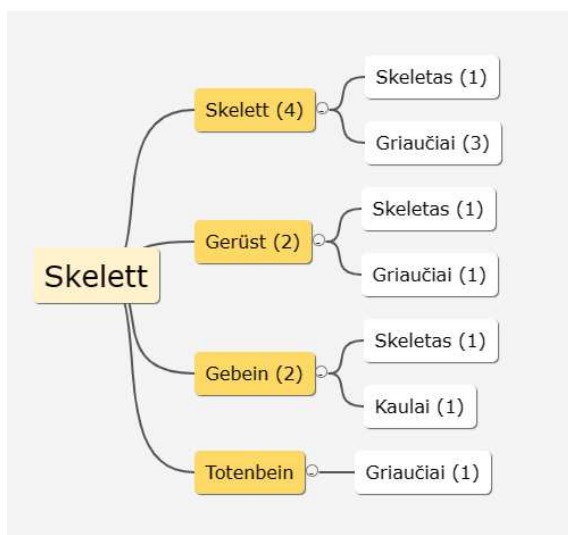 Skelett
Skelett (4)
Skeletas (1)
Griaučiai (3)
Gerüst (2)
Skeletas (1)
Griaučiai (1)
Gebein (2)
Skeletas (1)
Kaulai (1)
Totenbein
Griaučiai (1)